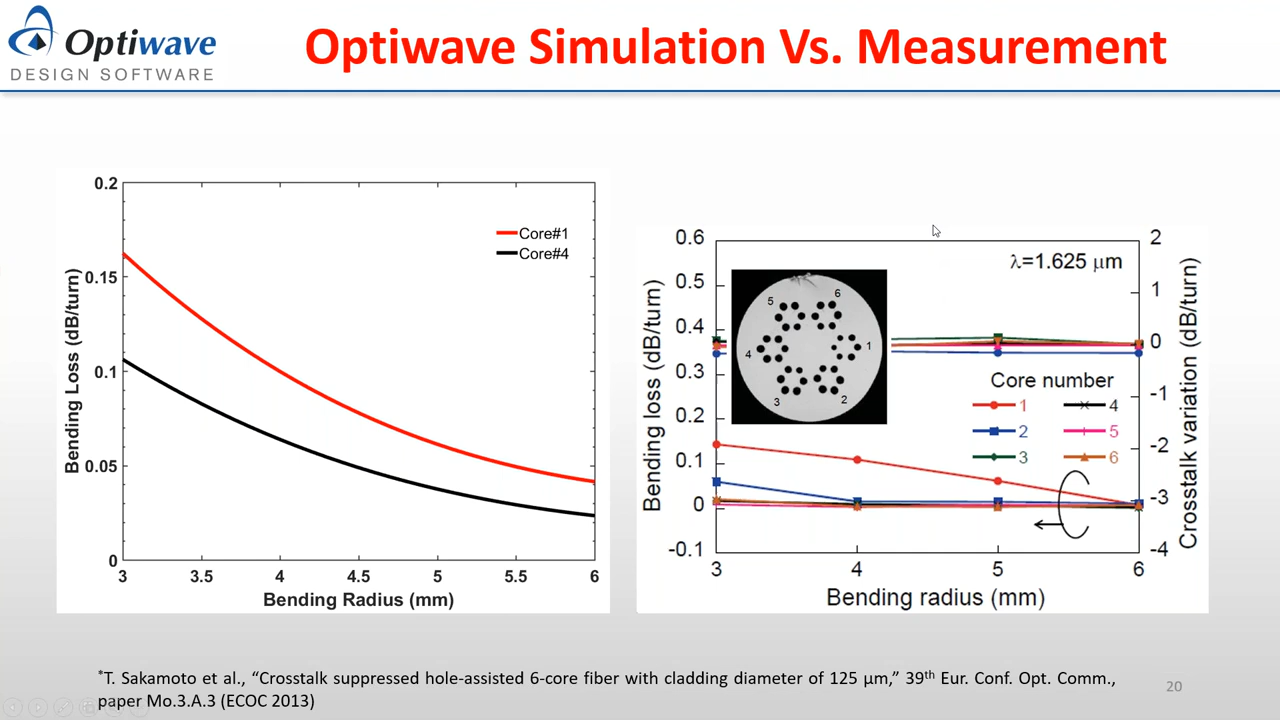 Optiwave
DESIGN SOFTWARE
Optiwave Simulation Vs. Measurement
0.2
0.15
0.1
0.05
0
Bending Loss (dB/turn)
Core#1
Core#4
3 3.5 4 4.5 5 5.5 6
Bending Radius (mm)
0.6
0.5
0.4
0.3
0.2
0.1
0
-0.1
Bending loss (dB/turn)
λ=1.625 μm
5 6
4 1
3 2
Core number
1 4
2 5
3 6
2
1
0
-1
-2
-3
-4
Crosstalk variation (dB/turn)
3 4 5 6
Bending radius (mm)
*T. Sakamoto et al., “Crosstalk suppressed hole-assisted 6-core fiber with cladding diameter of 125 μm,” 39th Eur. Conf. Opt. Comm.,
paper Mo.3.A.3 (ECOC 2013)
20